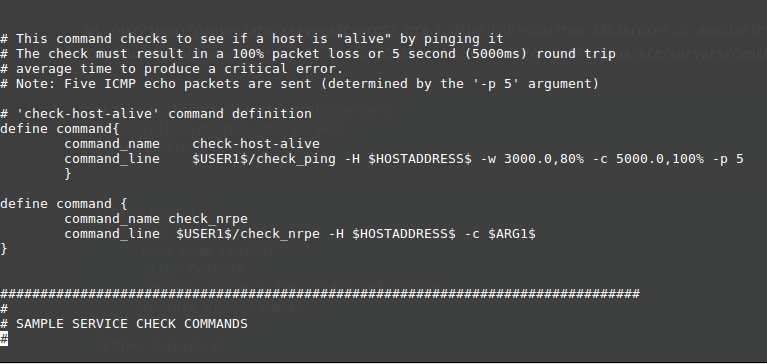 # This command checks to see if a host is "alive" by pinging it
# The check must result in a 100% packet loss or 5 second (5000ms) round trip
# average time to produce a critical error.
# Note: Five ICMP echo packets are sent (determined by the '-p 5' argument)

# 'check-host-alive' command definition
define command{
        command_name    check-host-alive
        command_line    $USER1$/check_ping -H $HOSTADDRESS$ -w 3000.0,80% -c 5000.0,100% -p 5
        }

define command {
        command_name check_nrpe
        command_line  $USER1$/check_nrpe -H $HOSTADDRESS$ -c $ARG1$
}


################################################################################
#
# SAMPLE SERVICE CHECK COMMANDS
#